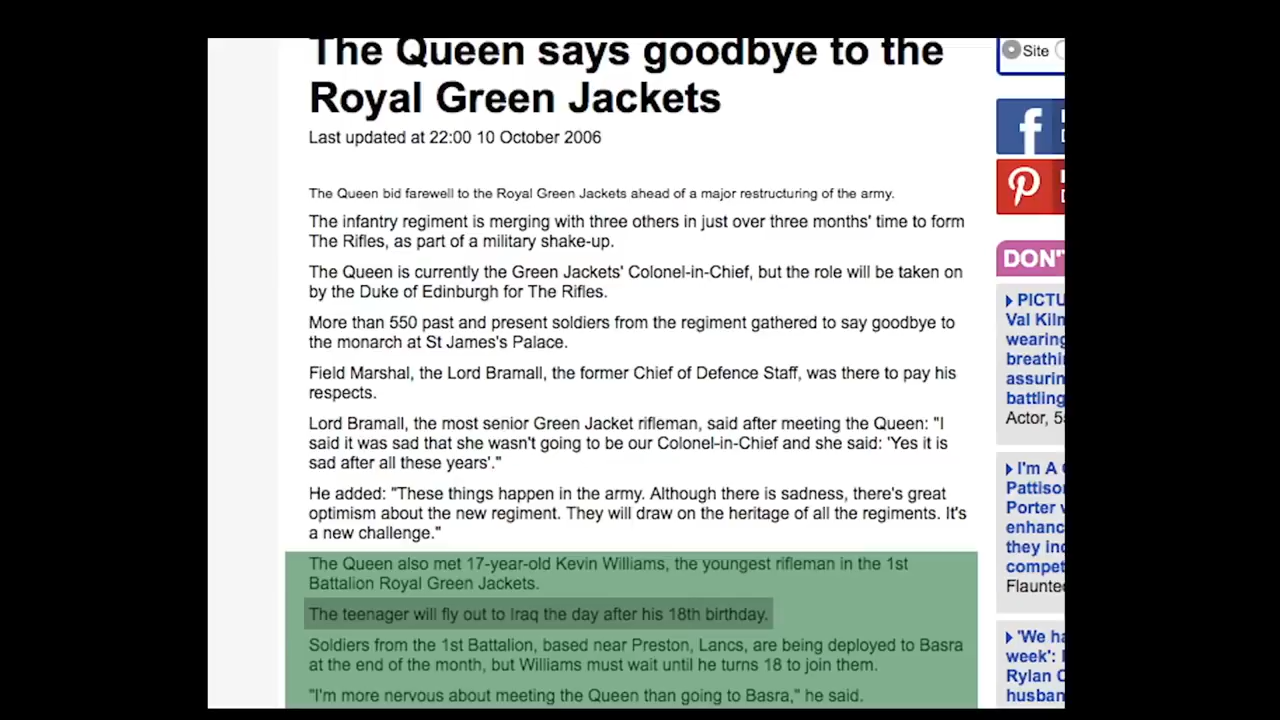 The Queen says goodbye to the
Royal Green Jackets
Last updated at 22:00 10 October 2006
The Queen bid farewell to the Royal Green Jackets ahead of a major restructuring of the army.
The infantry regiment is merging with three others in just over three months' time to form
The Rifles, as part of a military shake-up.
The Queen is currently the Green Jackets' Colonel-in-Chief, but the role will be taken on
by the Duke of Edinburgh for The Rifles.
More than 550 past and present soldiers from the regiment gathered to say goodbye to
the monarch at St James's Palace.
Field Marshal, the Lord Bramall, the former Chief of Defence Staff, was there to pay his
respects.
Lord Bramall, the most senior Green Jacket rifleman, said after meeting the Queen: "I
said it was sad that she wasn't going to be our Colonel-in-Chief and she said: 'Yes it is
sad after all these years'."
He added: "These things happen in the army. Although there is sadness, there's great
optimism about the new regiment. They will draw on the heritage of all the regiments. It's
a new challenge."
The Queen also met 17-year-old Kevin Williams, the youngest rifleman in the 1st
Battalion Royal Green Jackets.
The teenager will fly out to Iraq the day after his 18th birthday.
Soldiers from the 1st Battalion, based near Preston, Lancs, are being deployed to Basra
at the end of the month, but Williams must wait until he turns 18 to join them.
"I'm more nervous about meeting the Queen than going to Basra," he said.
Site
DON'
PICTU
Val Kiln
wearing
breathi
assurin
battling
Actor, 5
I'm A
Pattiso
Porter
enhanc
they in
compet
Flaunte
'We ha
week':
Rylan C
husban